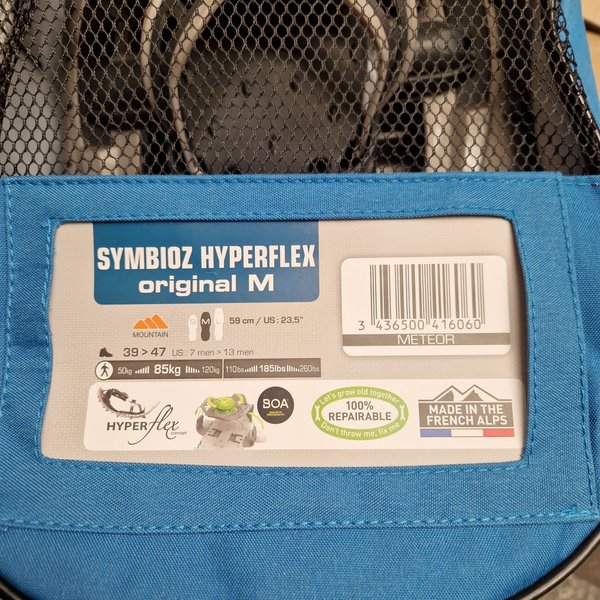 SYMBIOZ HYPERFLEX
original M
MOUNTAIN
S M L
59 cm / US : 23,5"
39 > 47 US : 7 men > 13 men
50kg 85kg 120kg 110lbs 185lbs 260lbs
3 436500 416060
METEOR
HYPERflex
concept
BOA
Let's grow old together
100%
REPAIRABLE
Don't throw me, fix me
MADE IN THE
FRENCH ALPS